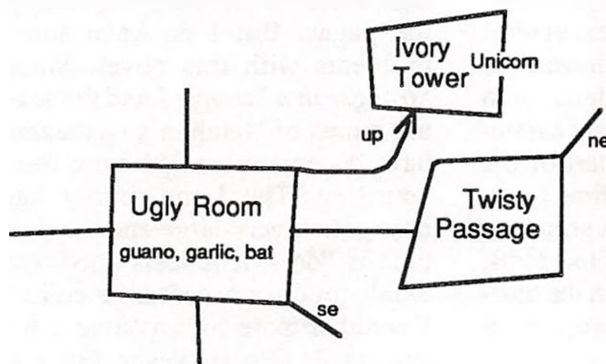 Ivory
Tower
Unicorn
up
ne
Twisty
Passage
Ugly Room
guano, garlic, bat
se